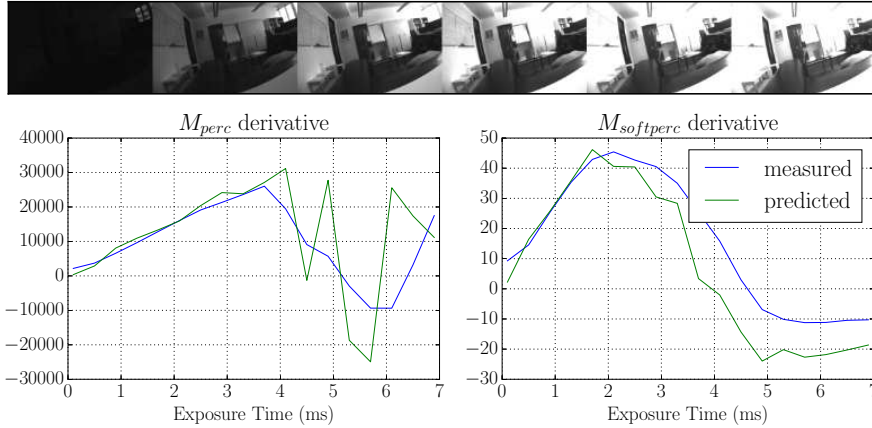 M_perc derivative
40000
30000
20000
10000
0
−10000
−20000
−30000
0 1 2 3 4 5 6 7
Exposure Time (ms)
M_softperc derivative
50
40
30
20
10
0
−10
−20
−30
0 1 2 3 4 5 6 7
Exposure Time (ms)
measured
predicted